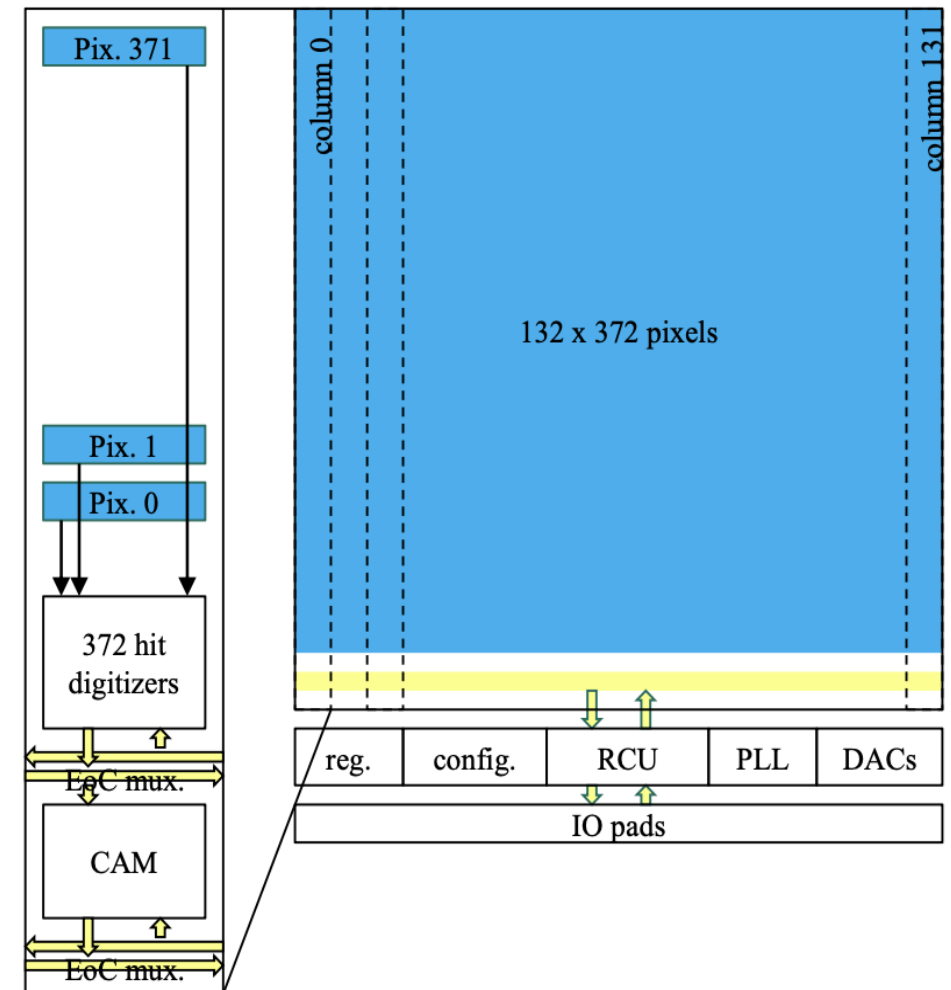 Pix. 371
Pix. 1
Pix. 0
372 hit
digitizers
EoC mux.
CAM
EoC mux.
column 0
column 131
132 x 372 pixels
reg.
config.
RCU
PLL
DACs
IO pads